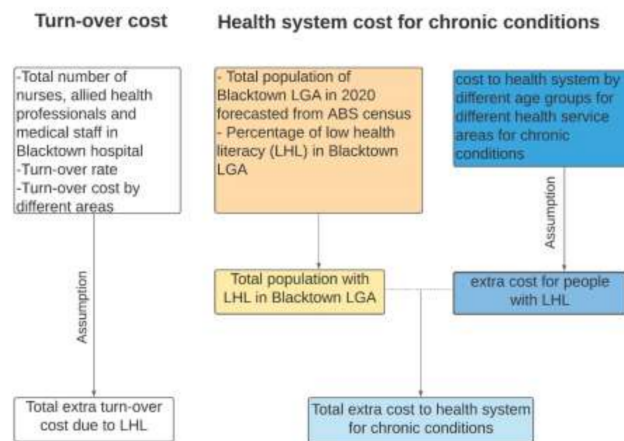 Turn-over cost
Health system cost for chronic conditions
-Total number of
nurses, allied health
professionals and
medical staff in
Blacktown hospital
-Turn-over rate
-Turn-over cost by
different areas
- Total population of
Blacktown LGA in 2020
forecasted from ABS census
- Percentage of low health
literacy (LHL) in Blacktown
LGA
cost to health system by
different age groups for
different health service
areas for chronic
conditions
Assumption
Assumption
Total population with
LHL in Blacktown LGA
extra cost for people
with LHL
Total extra turn-over
cost due to LHL
Total extra cost to health system
for chronic conditions